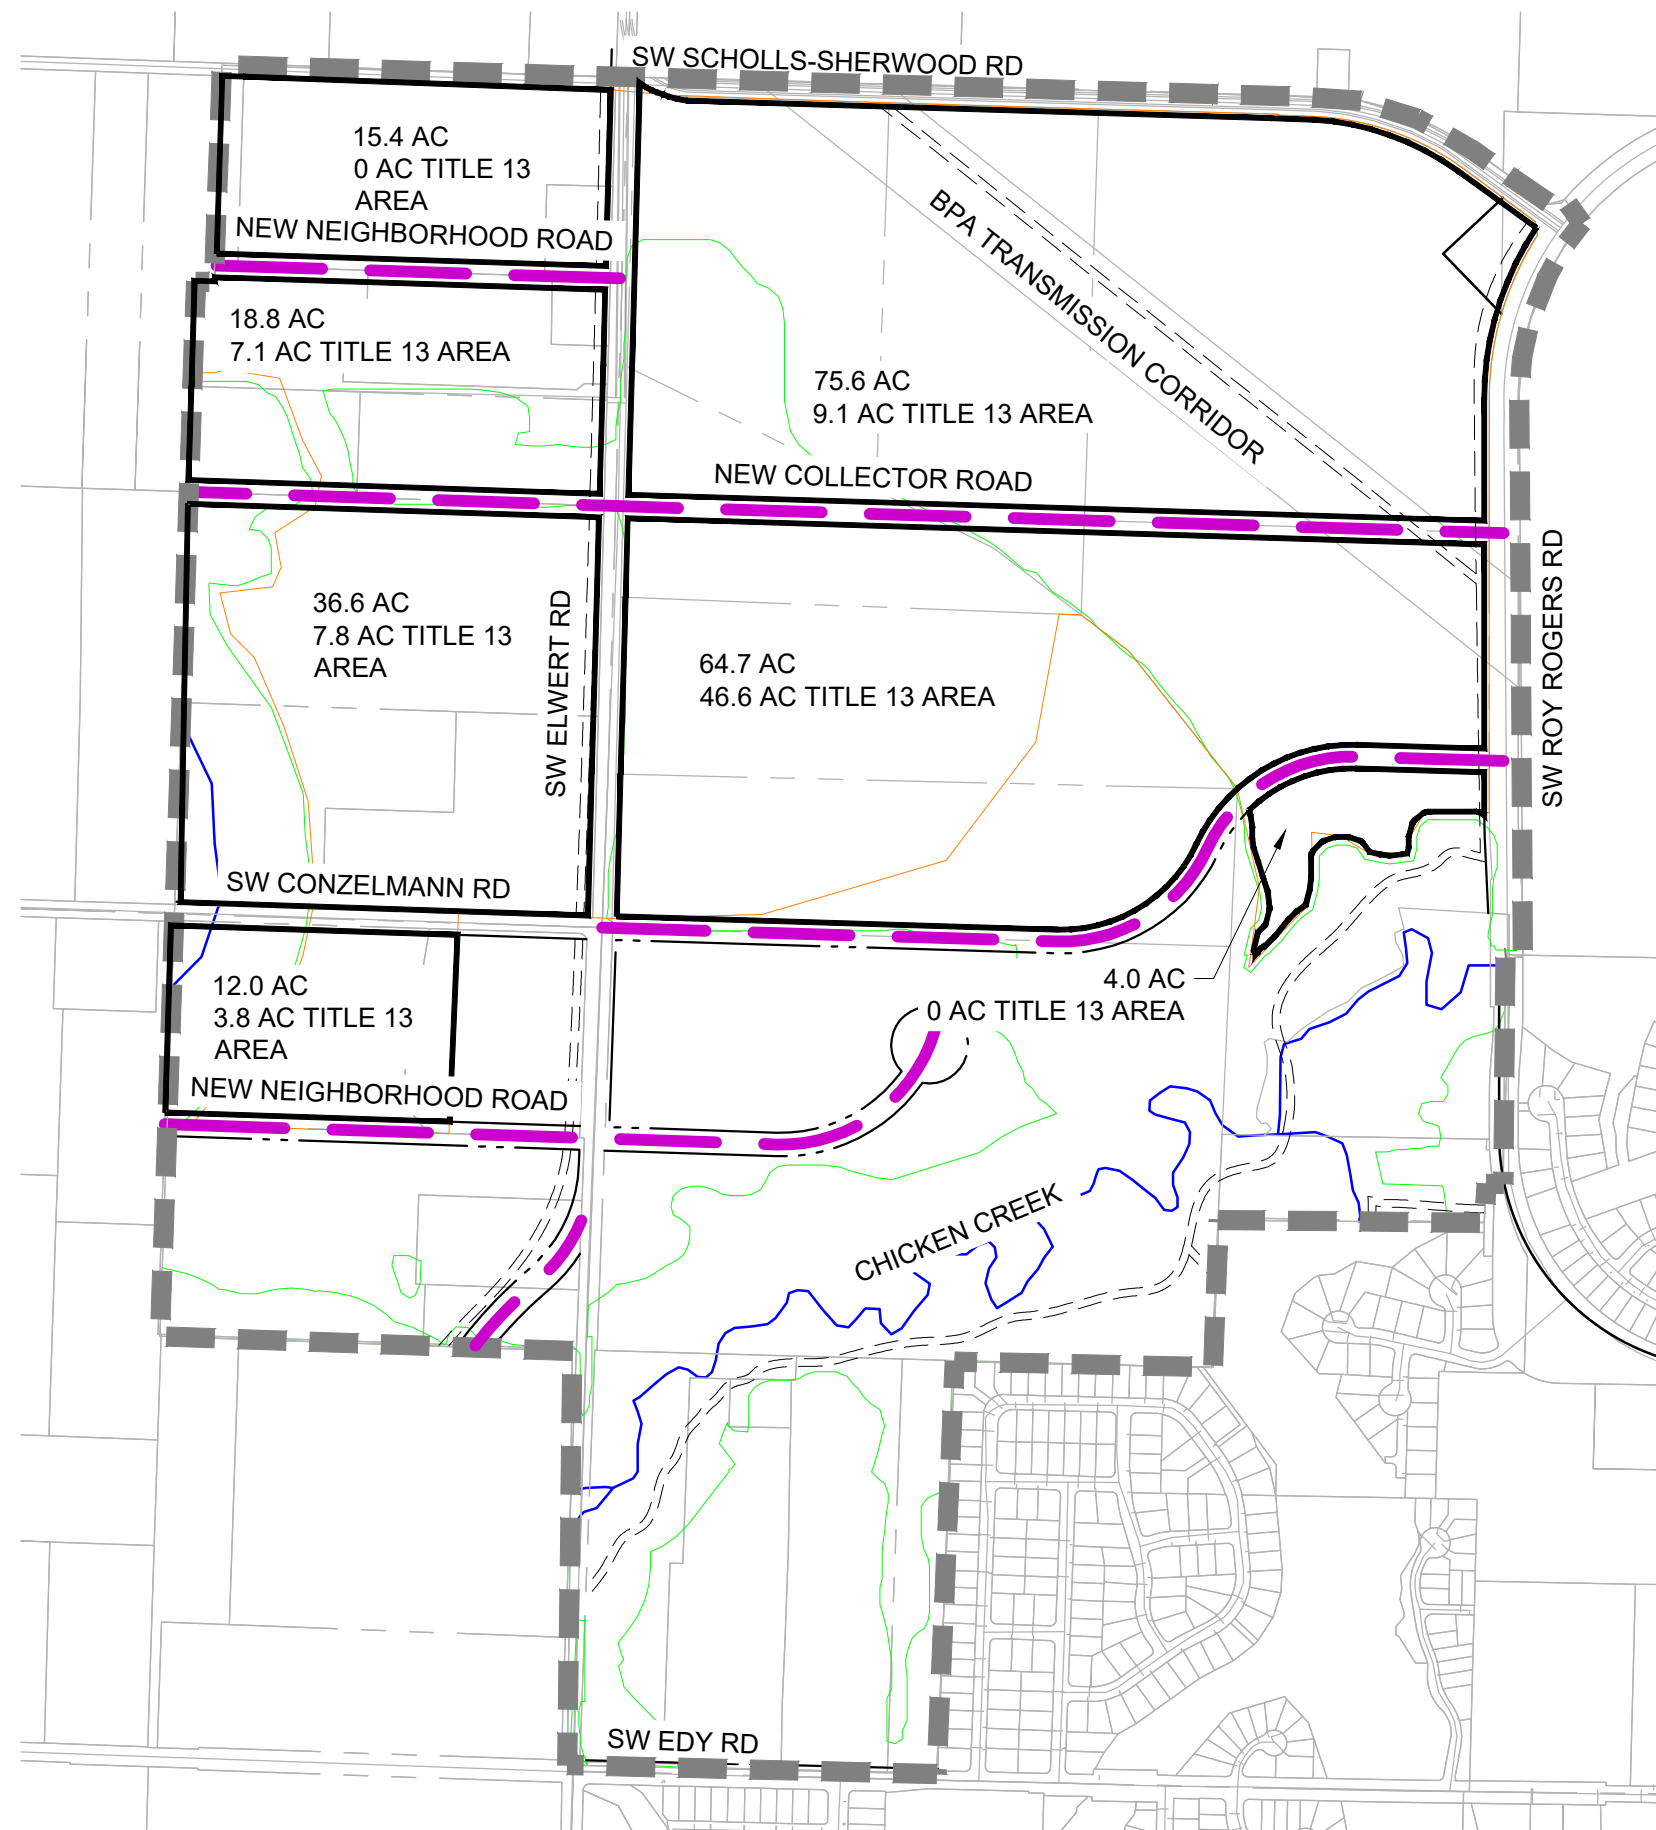 SW SCHOLLS-SHERWOOD RD
15.4 AC
0 AC TITLE 13
AREA
NEW NEIGHBORHOOD ROAD
BPA TRANSMISSION CORRIDOR
18.8 AC
7.1 AC TITLE 13 AREA
75.6 AC
9.1 AC TITLE 13 AREA
NEW COLLECTOR ROAD
SW ROY ROGERS RD
36.6 AC
7.8 AC TITLE 13
AREA
SW ELWERT RD
64.7 AC
46.6 AC TITLE 13 AREA
SW CONZELMANN RD
12.0 AC
3.8 AC TITLE 13
AREA
4.0 AC
0 AC TITLE 13 AREA
NEW NEIGHBORHOOD ROAD
CHICKEN CREEK
SW EDY RD